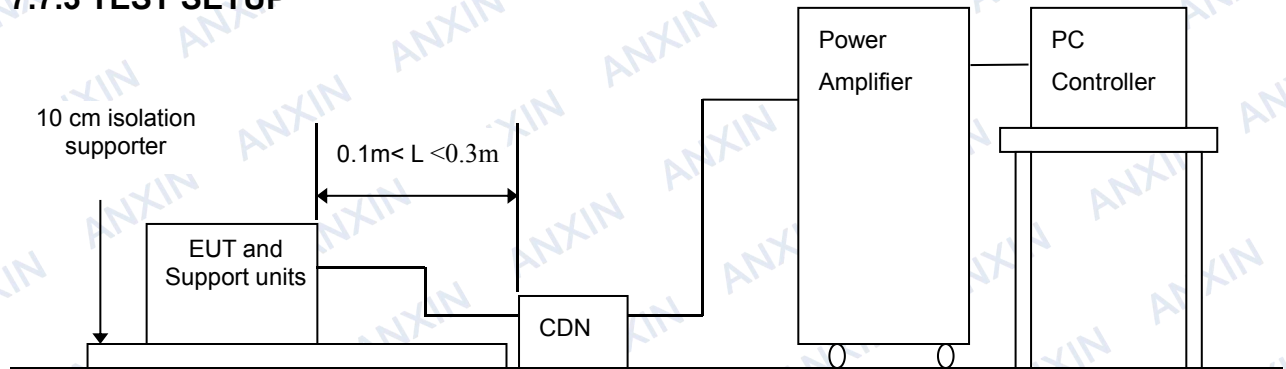 7.7.3 TEST SETUP
10 cm isolation
supporter
0.1m< L <0.3m
EUT and
Support units
CDN
Power
Amplifier
PC
Controller
ANXIN